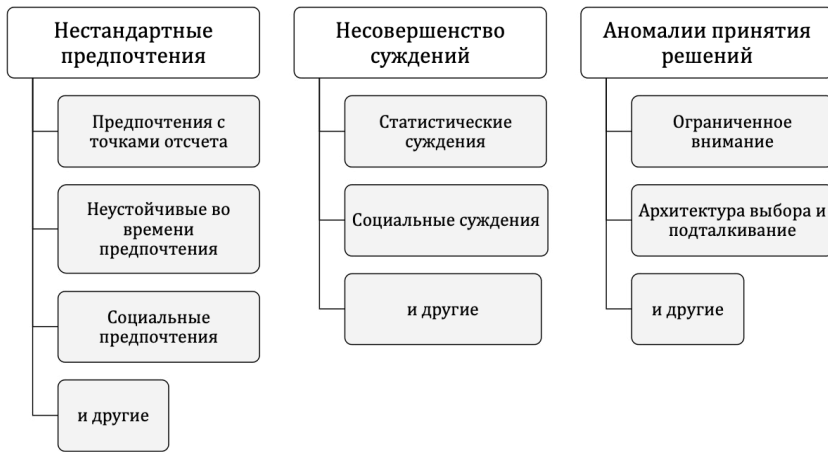 Нестандартные
предпочтения
Предпочтения с
точками отсчета
Неустойчивые во
времени
предпочтения
Социальные
предпочтения
и другие
Несовершенство
суждений
Статистические
суждения
Социальные суждения
и другие
Аномалии принятия
решений
Ограниченное
внимание
Архитектура выбора и
подталкивание
и другие